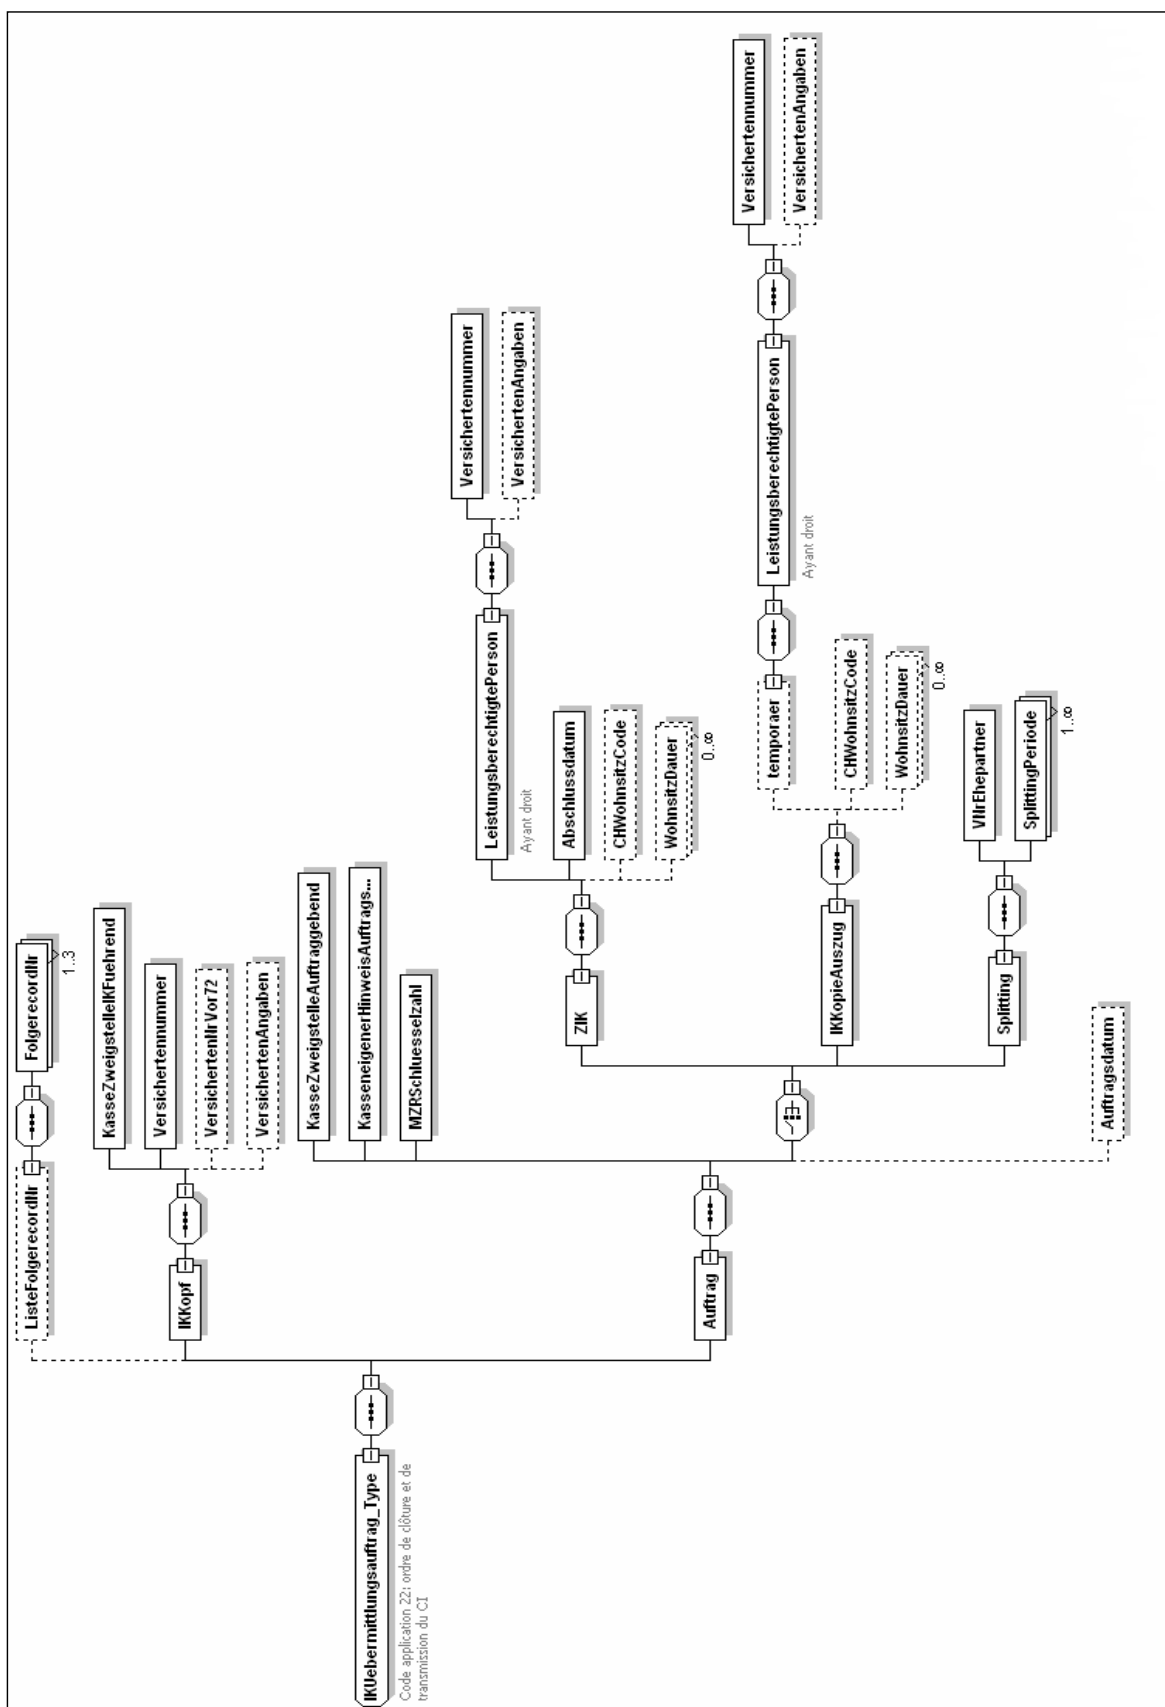 IKUebermittlungsauftrag_Type
Code application 22: ordre de clôture et de
transmission du CI
ListeFolgerecordNr
FolgerecordNr
1..3
IKKopf
KasseZweigstelleIKFuehrend
Versichertennummer
VersichertenNrVor72
VersichertenAngaben
Auftrag
KasseZweigstelleAuftraggebend
KasseneigenerHinweisAuftrags...
MZRSchluesselzahl
ZIK
LeistungsberechtigtePerson
Ayant droit
Versichertennummer
VersichertenAngaben
Abschlussdatum
CHWohnsitzCode
WohnsitzDauer
0..∞
IKKopieAuszug
temporaer
LeistungsberechtigtePerson
Ayant droit
Versichertennummer
VersichertenAngaben
CHWohnsitzCode
WohnsitzDauer
0..∞
Splitting
VNrEhepartner
SplittingPeriode
1..∞
Auftragsdatum